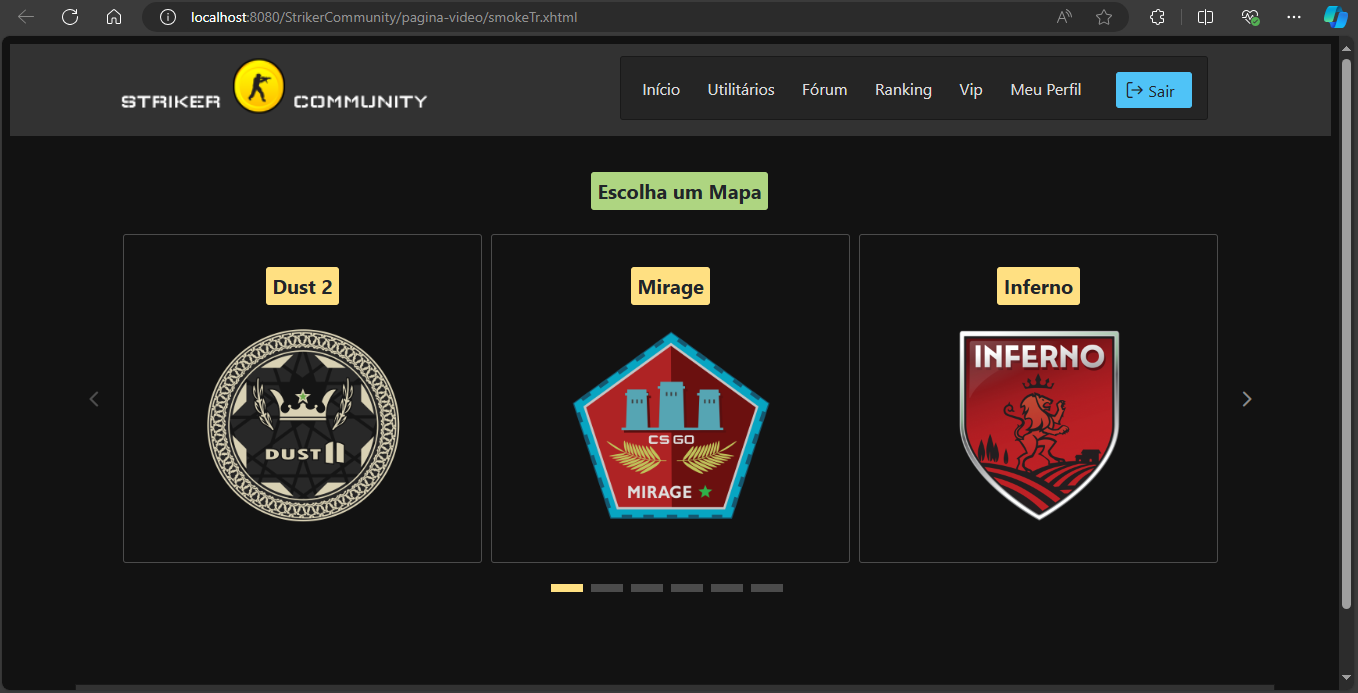 localhost:8080/StrikerCommunity/pagina-video/smokeTr.xhtml
STRIKER COMMUNITY
Início Utilitários Fórum Ranking Vip Meu Perfil Sair
Escolha um Mapa
Dust 2 Mirage Inferno
DUST II
CS GO
MIRAGE
INFERNO